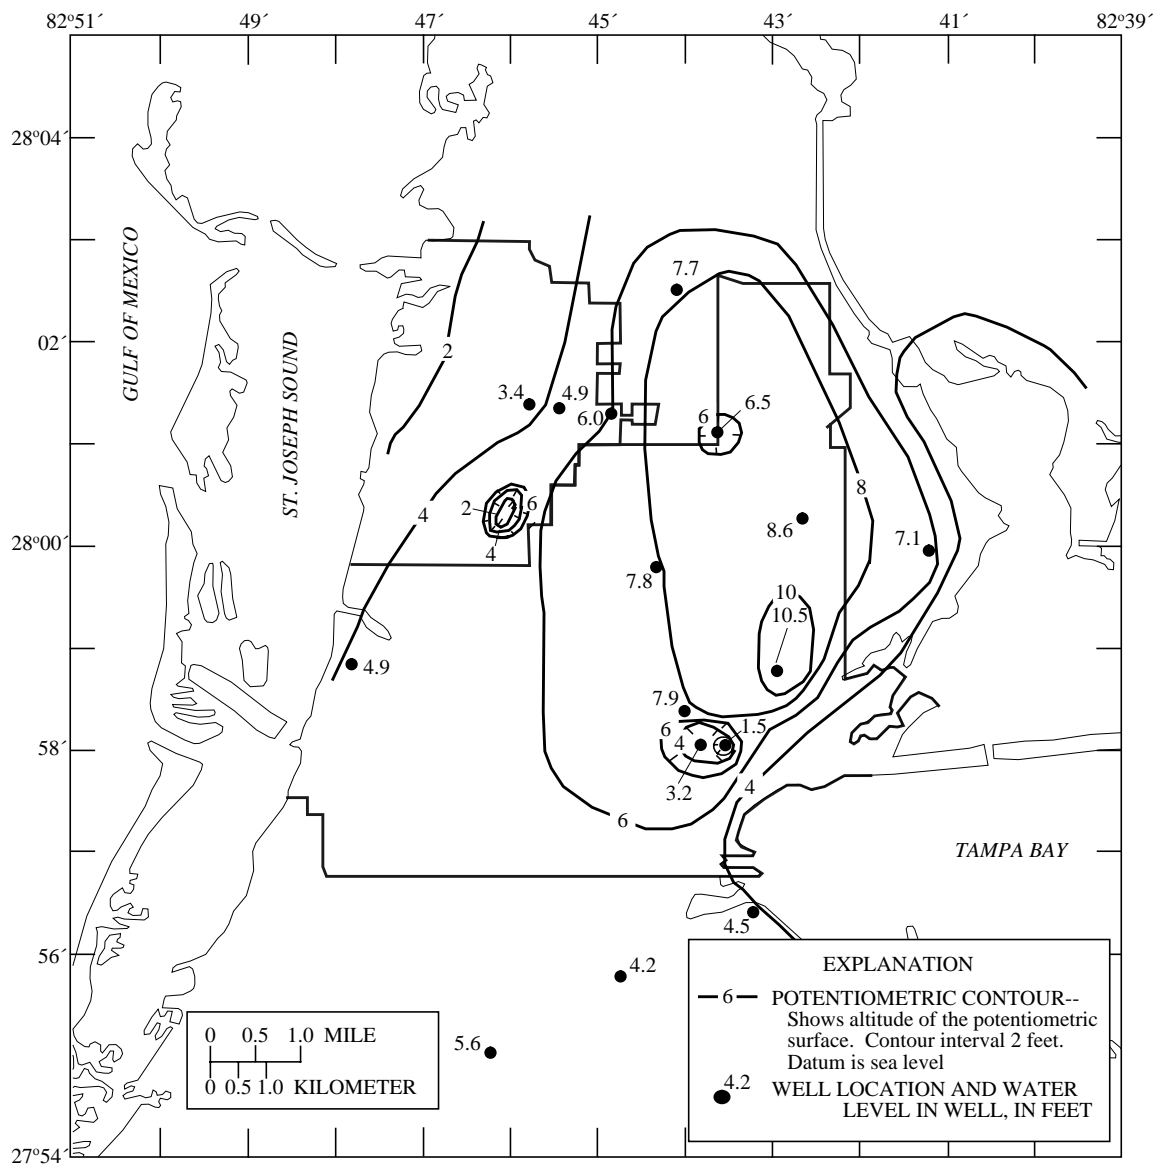 82°51´ 49´ 47´ 45´ 43´ 41´ 82°39´
28°04´
GULF OF MEXICO
ST. JOSEPH SOUND
7.7
02´
2
3.4
4.9
6.0
6
6.5
8
2
.6
4
4
8.6
7.1
28°00´
7.8
10
10.5
4.9
7.9
6
4
1.5
58´
3.2
4
6
TAMPA BAY
4.5
56´
4.2
5.6
27°54´
0 0.5 1.0 MILE
0 0.5 1.0 KILOMETER
EXPLANATION
6 POTENTIOMETRIC CONTOUR--
Shows altitude of the potentiometric
surface. Contour interval 2 feet.
Datum is sea level
4.2 WELL LOCATION AND WATER
LEVEL IN WELL, IN FEET